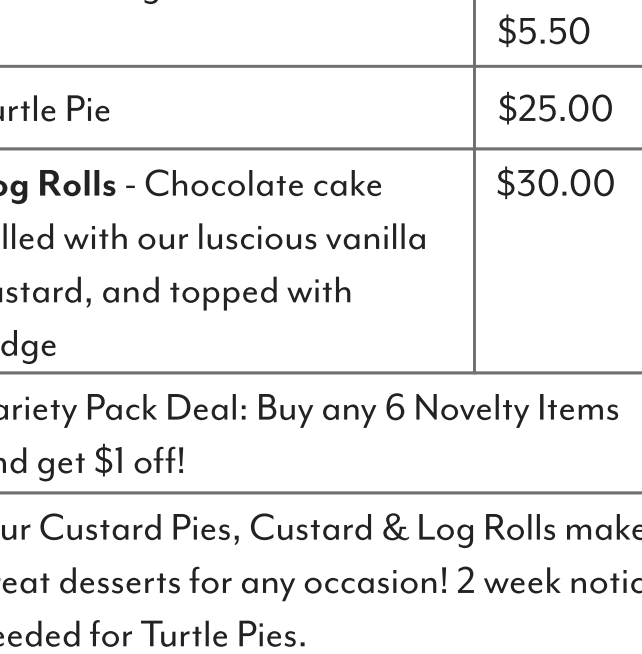 $5.50
urtle Pie $25.00
og Rolls - Chocolate cake $30.00
lled with our luscious vanilla
ustard, and topped with
dge
ariety Pack Deal: Buy any 6 Novelty Items
nd get $1 off!
ur Custard Pies, Custard & Log Rolls make
reat desserts for any occasion! 2 week notic
eeded for Turtle Pies.